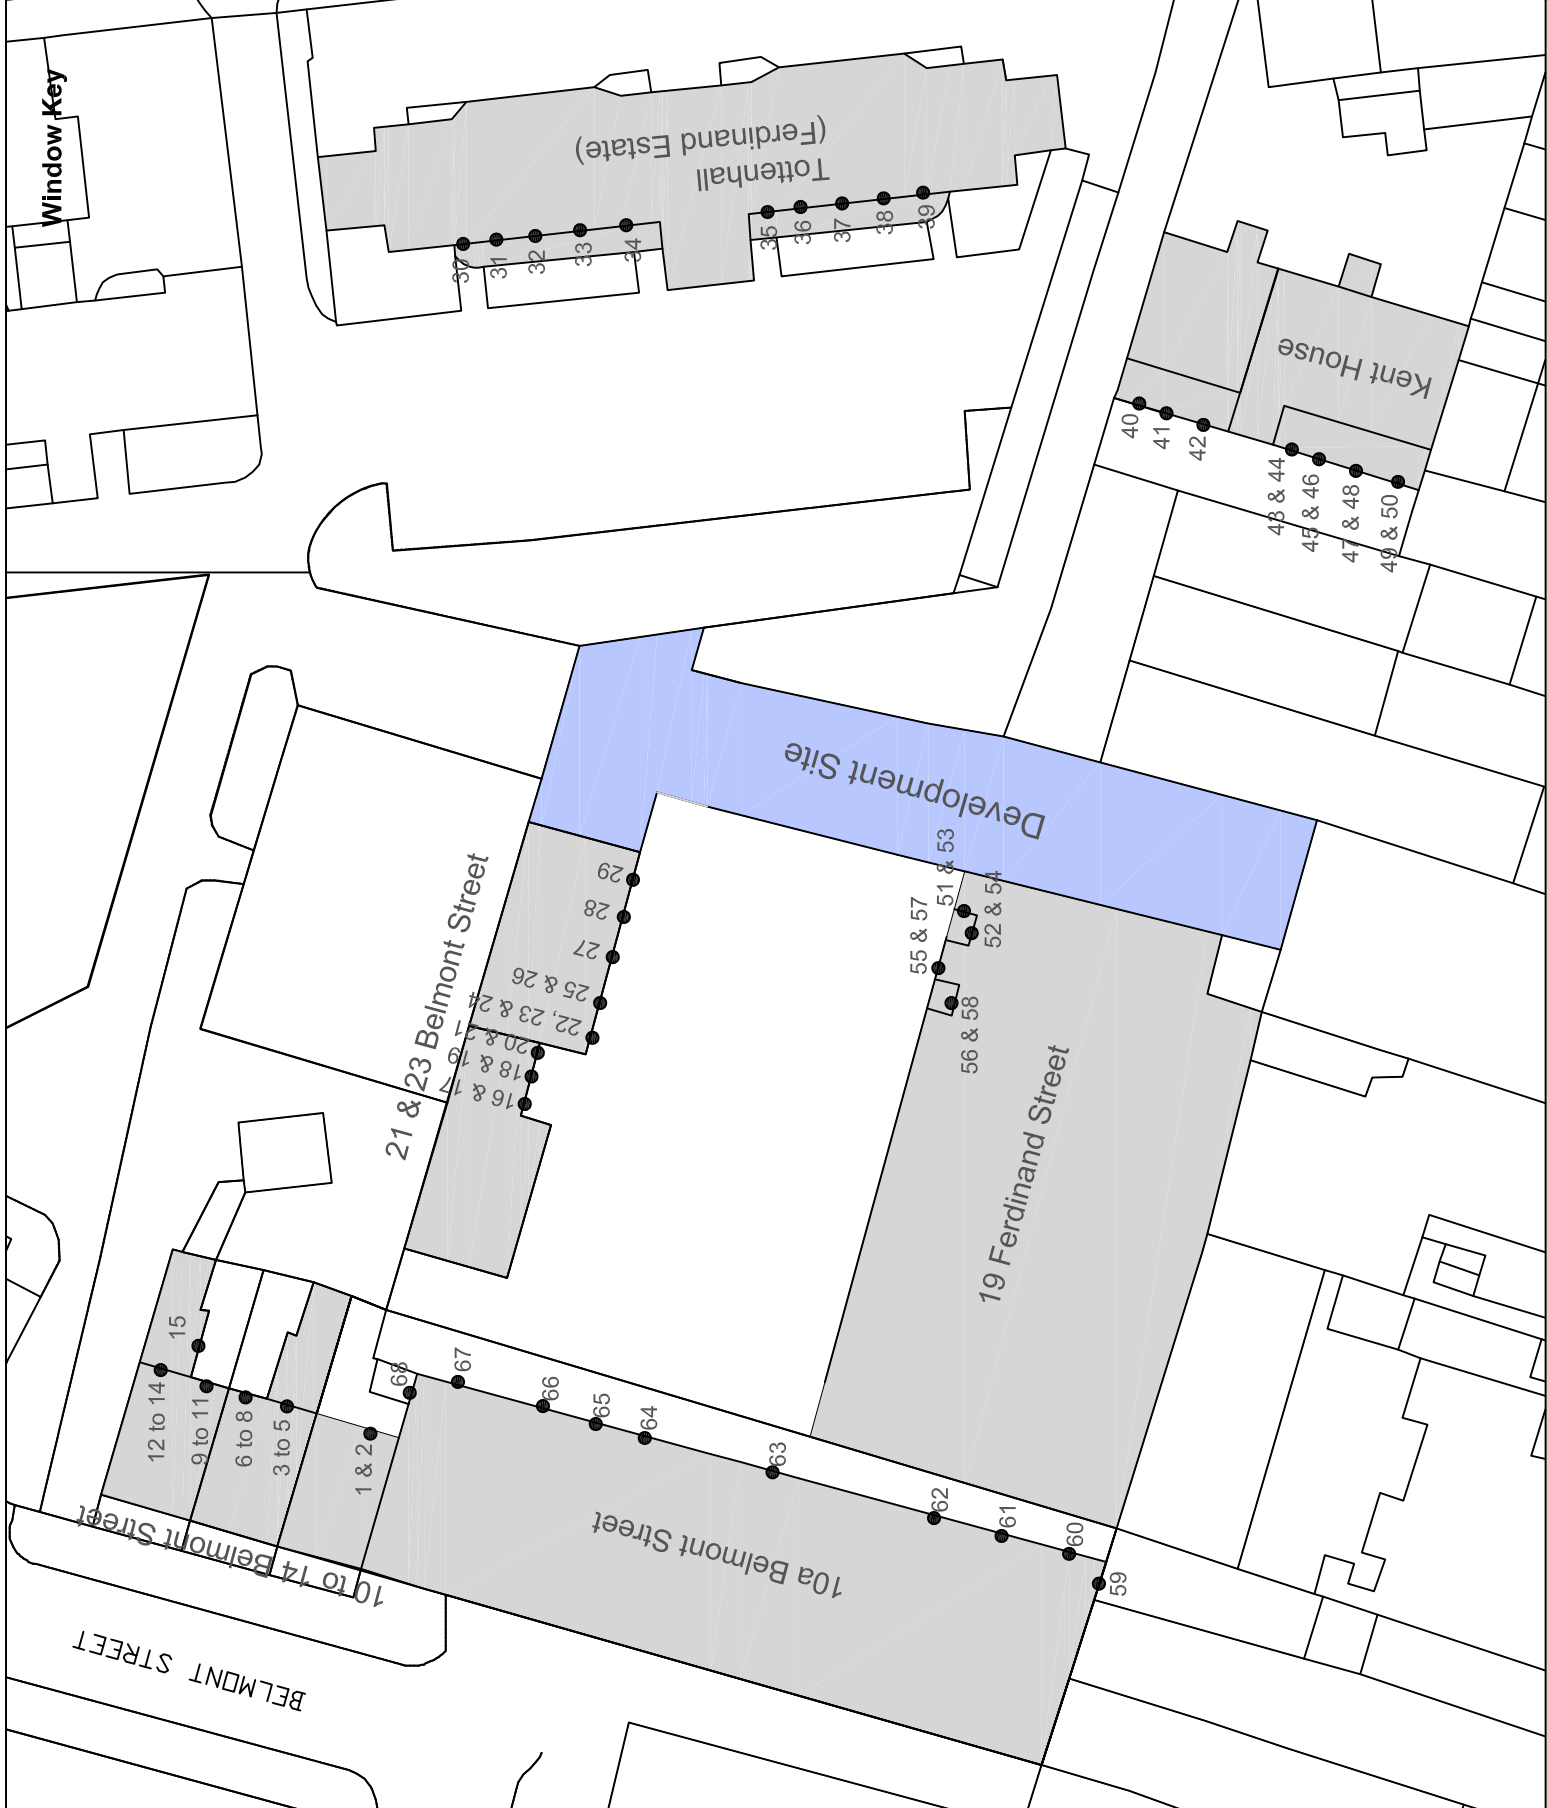 Window Key
Tottenhall
(Ferdinand Estate)
30
31
32
33
34
35
36
37
38
39
Kent House
40
41
42
43 & 44
45 & 46
47 & 48
49 & 50
Development Site
21 & 23 Belmont Street
29
28
27
25 & 26
22, 23 & 24
20 & 21
18 & 19
16 & 17
51 & 53
52 & 54
55 & 57
56 & 58
19 Ferdinand Street
15
12 to 14
9 to 11
6 to 8
3 to 5
1 & 2
10 to 14 Belmont Street
68
67
66
65
64
63
62
61
60
59
10a Belmont Street
BELMONT STREET